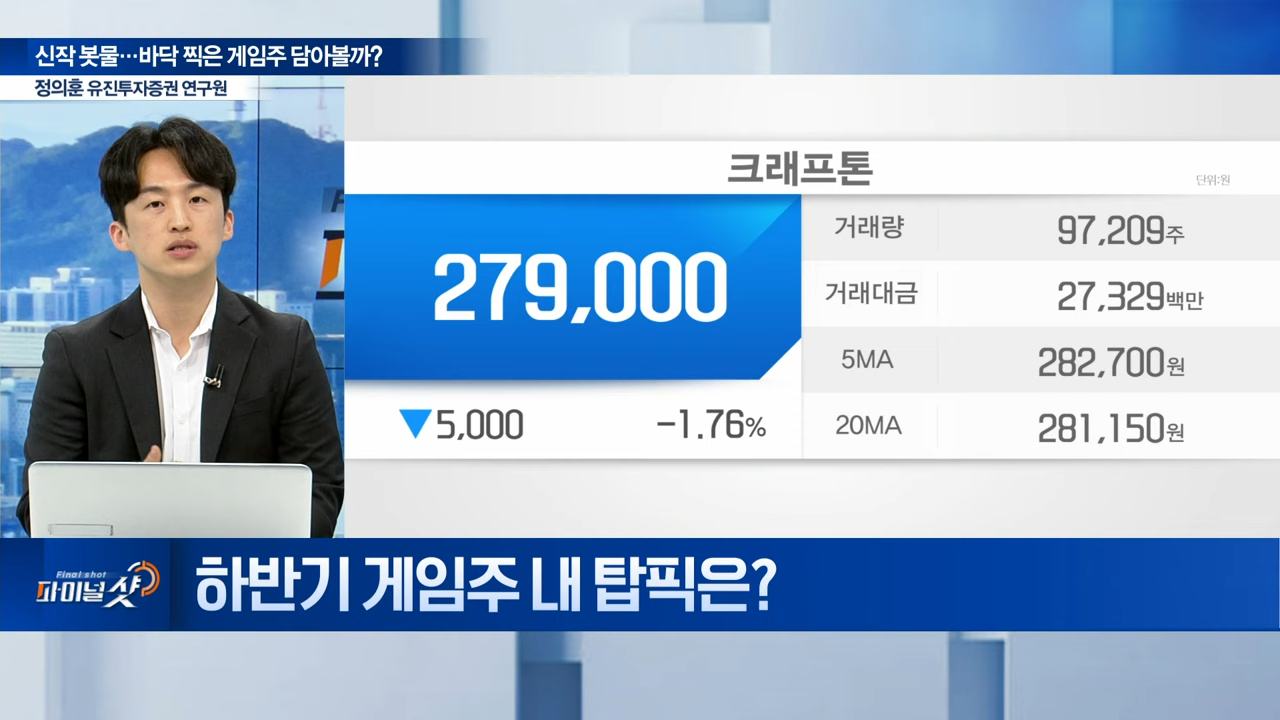 신작 봇물…바닥 찍은 게임주 담아볼까?
정의훈 유진투자증권 연구원
크래프톤
단위:원
279,000
▼5,000 -1.76%
거래량 97,209주
거래대금 27,329백만
5MA 282,700원
20MA 281,150원
Final shot
파이널샷
하반기 게임주 내 탑픽은?